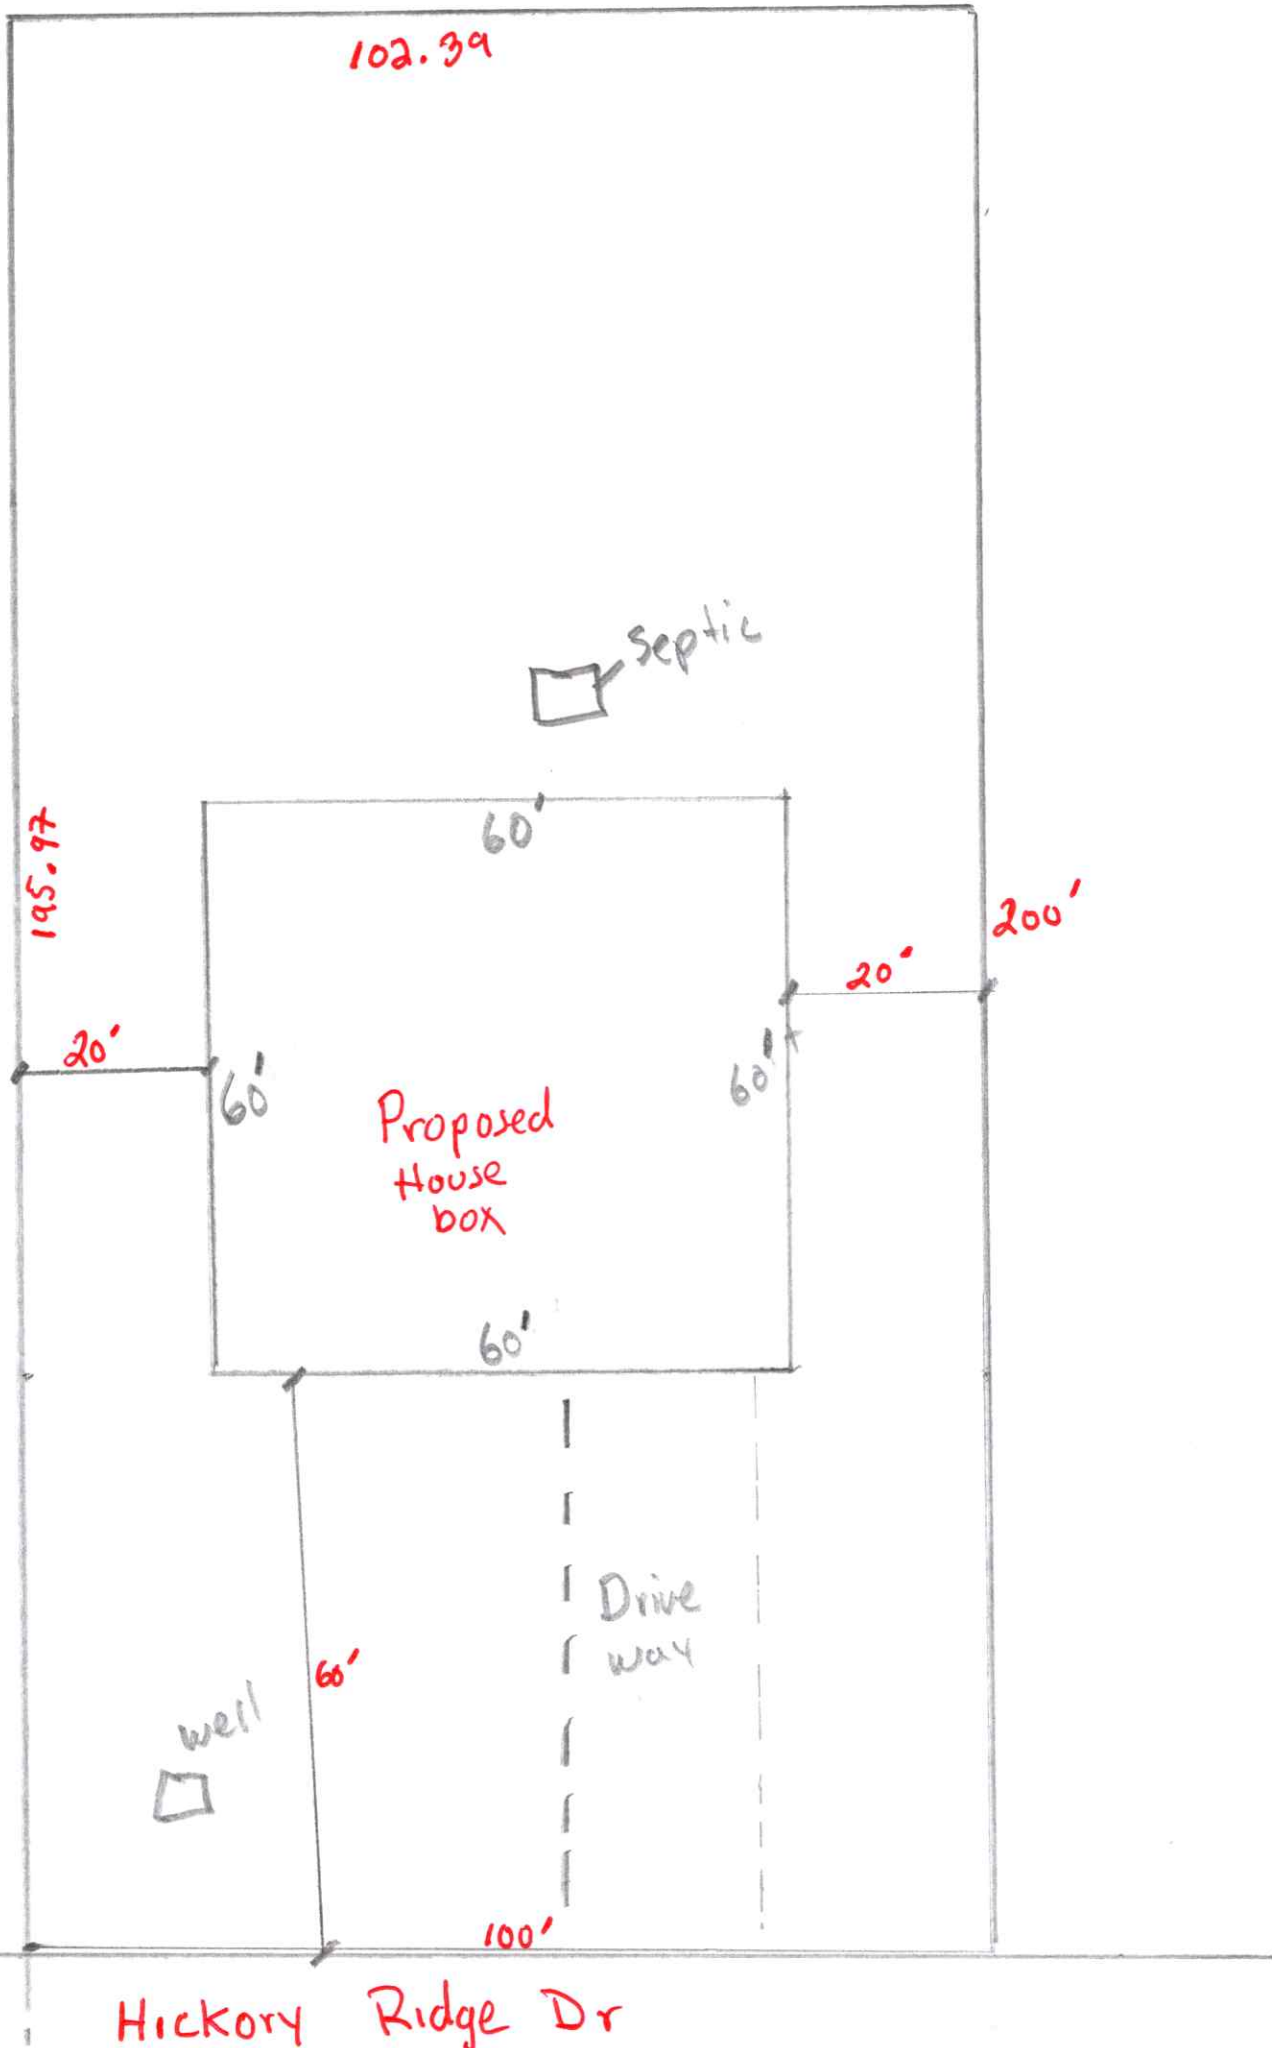 102.39
septic
60'
195.97
200'
20'
20'
60'
60'
Proposed
House
box
60'
Drive
way
60'
well
100'
Hickory Ridge Dr